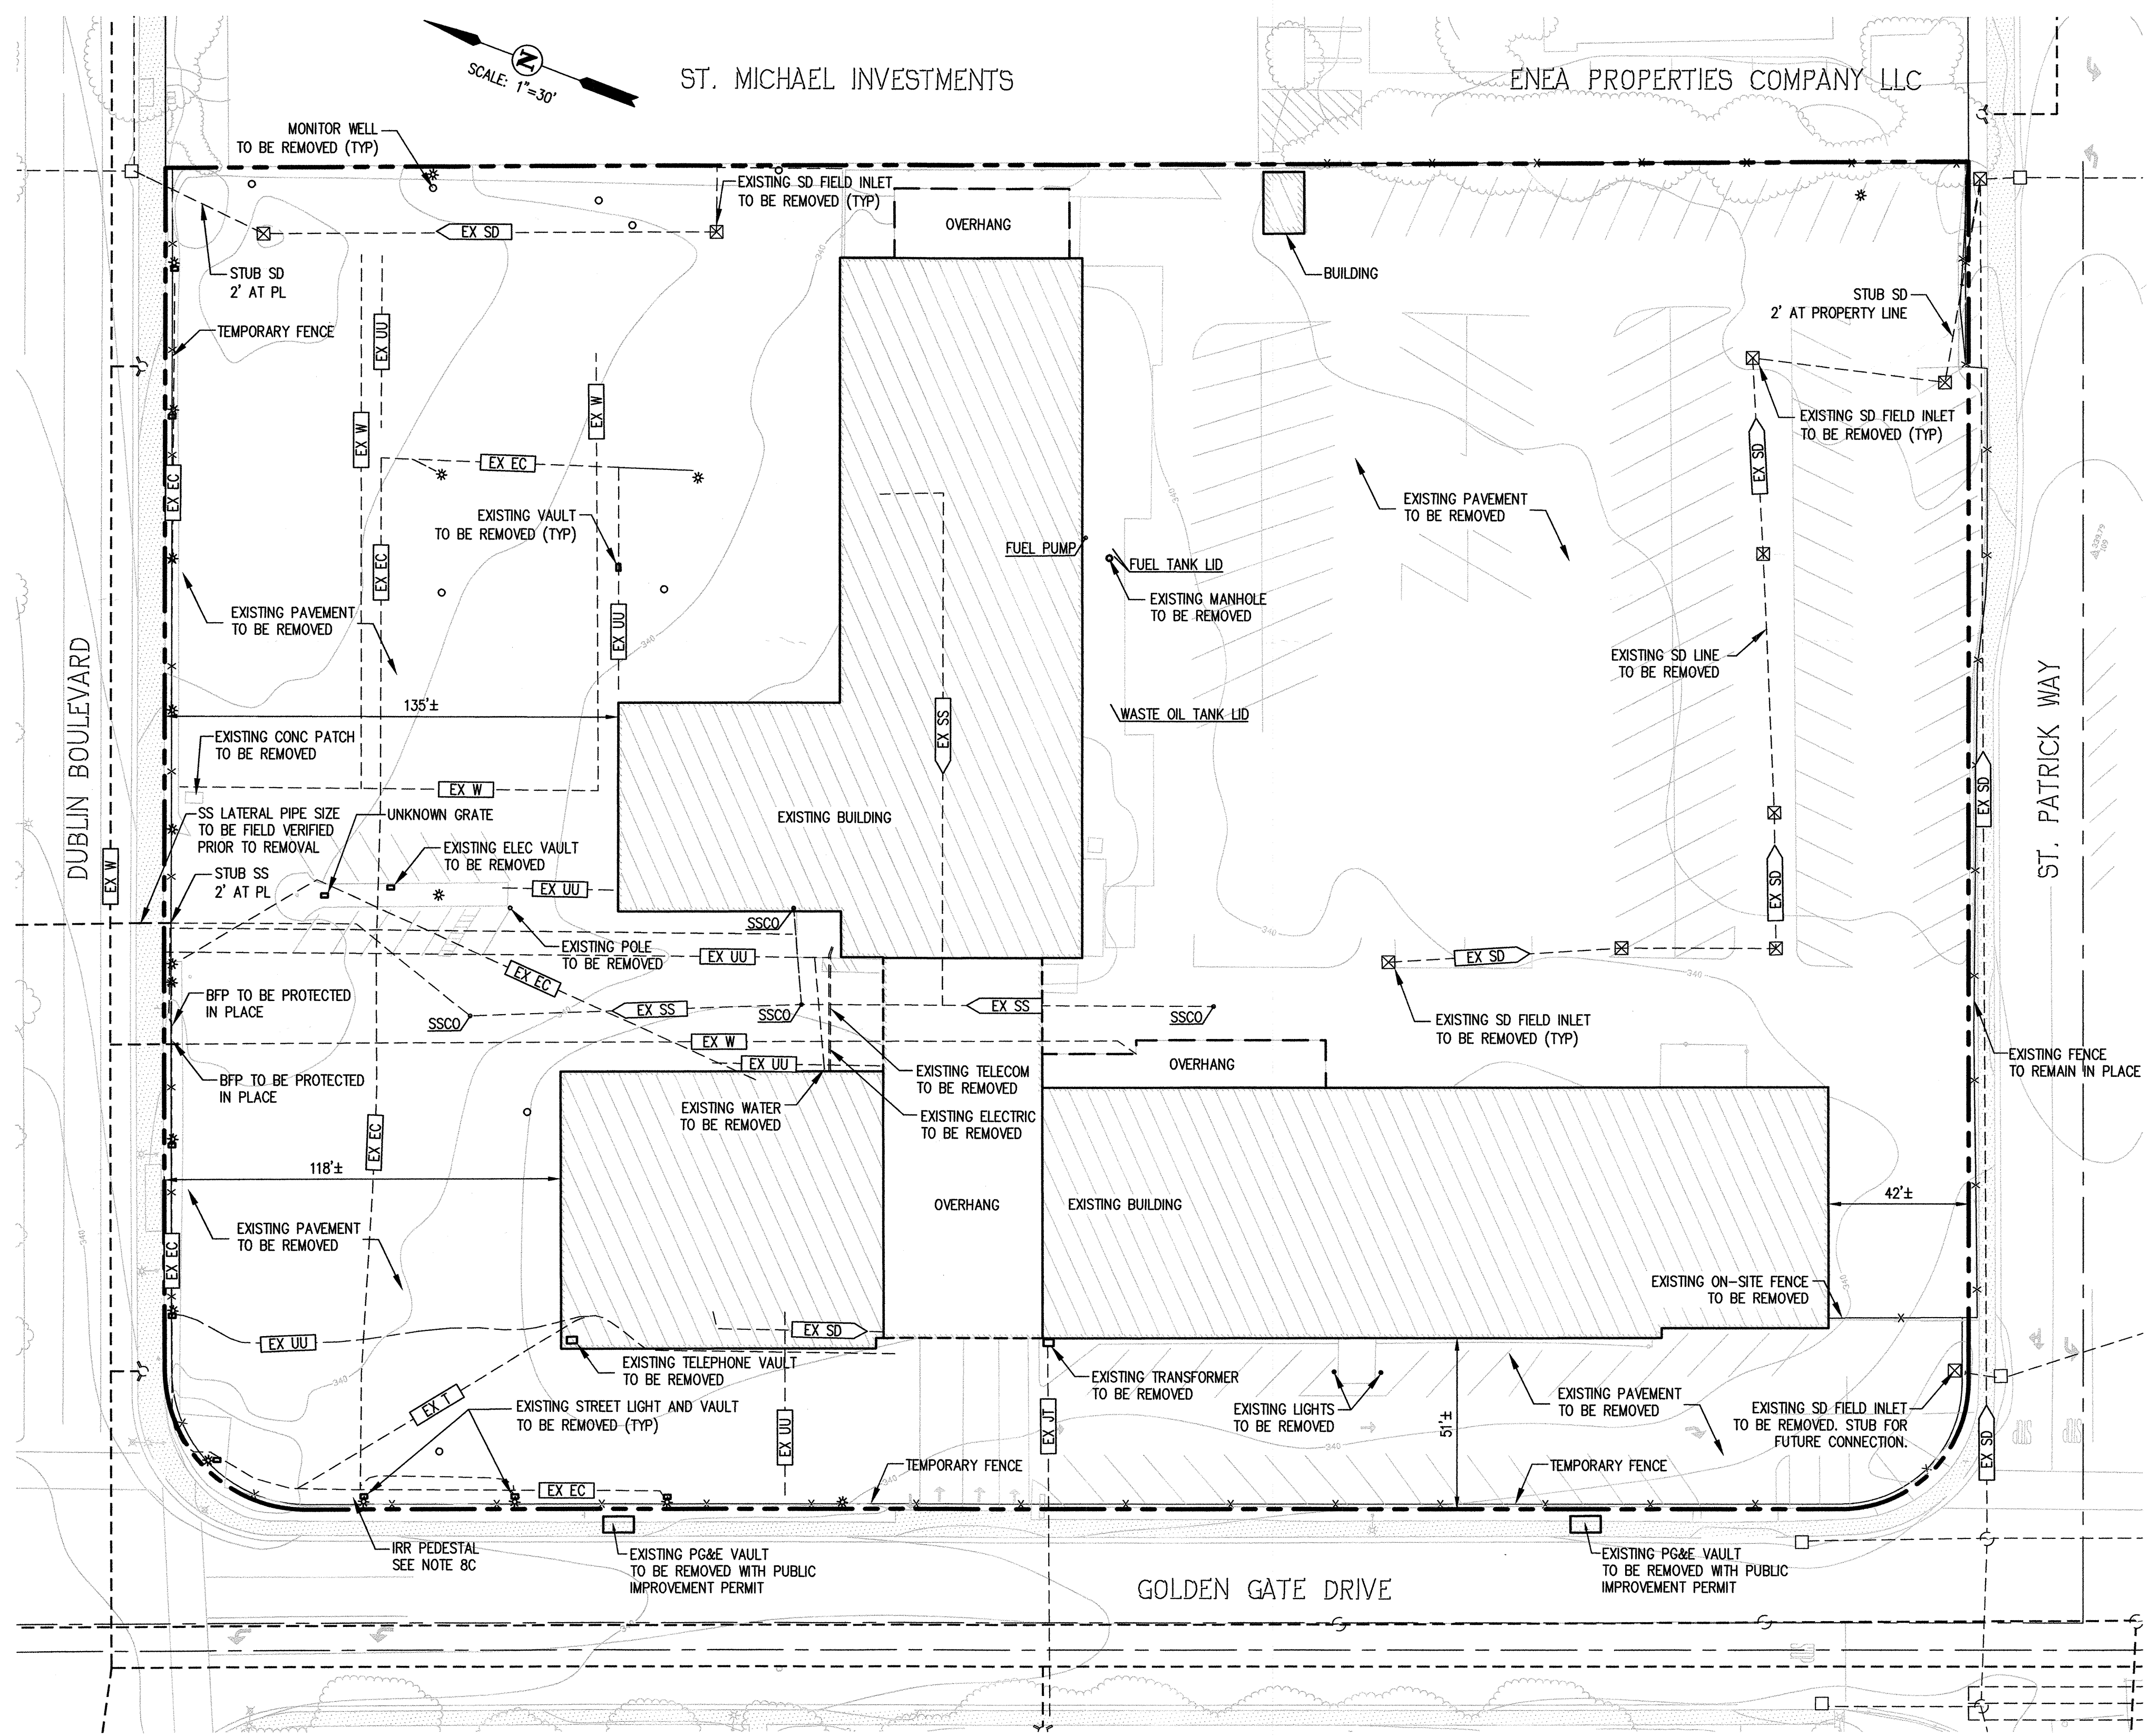 ST. MICHAEL INVESTMENTS
ENEA PROPERTIES COMPANY LLC
N
SCALE: 1"=30'
MONITOR WELL
TO BE REMOVED (TYP)
EXISTING SD FIELD INLET
TO BE REMOVED (TYP)
OVERHANG
EX SD
STUB SD
2' AT PL
BUILDING
STUB SD
2' AT PROPERTY LINE
TEMPORARY FENCE
340
EX UU
EX W
EX W
EX EC
EX EC
EXISTING SD FIELD INLET
TO BE REMOVED (TYP)
EX SD
EXISTING VAULT
TO BE REMOVED (TYP)
EXISTING PAVEMENT
TO BE REMOVED
340
FUEL PUMP
FUEL TANK LID
EXISTING MANHOLE
TO BE REMOVED
EX EC
EX UU
EXISTING PAVEMENT
TO BE REMOVED
340
339.79
109
EXISTING SD LINE
TO BE REMOVED
DUBLIN BOULEVARD
ST. PATRICK WAY
135'±
WASTE OIL TANK LID
EX SS
EXISTING CONC PATCH
TO BE REMOVED
EX W
EX SD
SS LATERAL PIPE SIZE
TO BE FIELD VERIFIED
PRIOR TO REMOVAL
UNKNOWN GRATE
EXISTING BUILDING
EXISTING ELEC VAULT
TO BE REMOVED
EX W
STUB SS
2' AT PL
EX UU
EX SD
SSCO
340
EXISTING POLE
TO BE REMOVED
EX UU
EX SD
EX EC
340
BFP TO BE PROTECTED
IN PLACE
SSCO
EX SS
SSCO
EX SS
SSCO
340
EXISTING SD FIELD INLET
TO BE REMOVED (TYP)
EX W
EX UU
OVERHANG
EXISTING FENCE
TO REMAIN IN PLACE
BFP TO BE PROTECTED
IN PLACE
EXISTING TELECOM
TO BE REMOVED
EXISTING WATER
TO BE REMOVED
EXISTING ELECTRIC
TO BE REMOVED
EX EC
118'±
42'±
OVERHANG
EXISTING BUILDING
EXISTING PAVEMENT
TO BE REMOVED
340
EX EC
EXISTING ON-SITE FENCE
TO BE REMOVED
340
EX UU
EX SD
EXISTING TELEPHONE VAULT
TO BE REMOVED
EXISTING TRANSFORMER
TO BE REMOVED
340
EX T
EXISTING STREET LIGHT AND VAULT
TO BE REMOVED (TYP)
EX UU
EX JT
EXISTING LIGHTS
TO BE REMOVED
51'±
EXISTING PAVEMENT
TO BE REMOVED
EXISTING SD FIELD INLET
TO BE REMOVED. STUB FOR
FUTURE CONNECTION.
STOP
STOP
340
340
TEMPORARY FENCE
TEMPORARY FENCE
EX SD
EX EC
IRR PEDESTAL
SEE NOTE 8C
EXISTING PG&E VAULT
TO BE REMOVED WITH PUBLIC
IMPROVEMENT PERMIT
EXISTING PG&E VAULT
TO BE REMOVED WITH PUBLIC
IMPROVEMENT PERMIT
GOLDEN GATE DRIVE